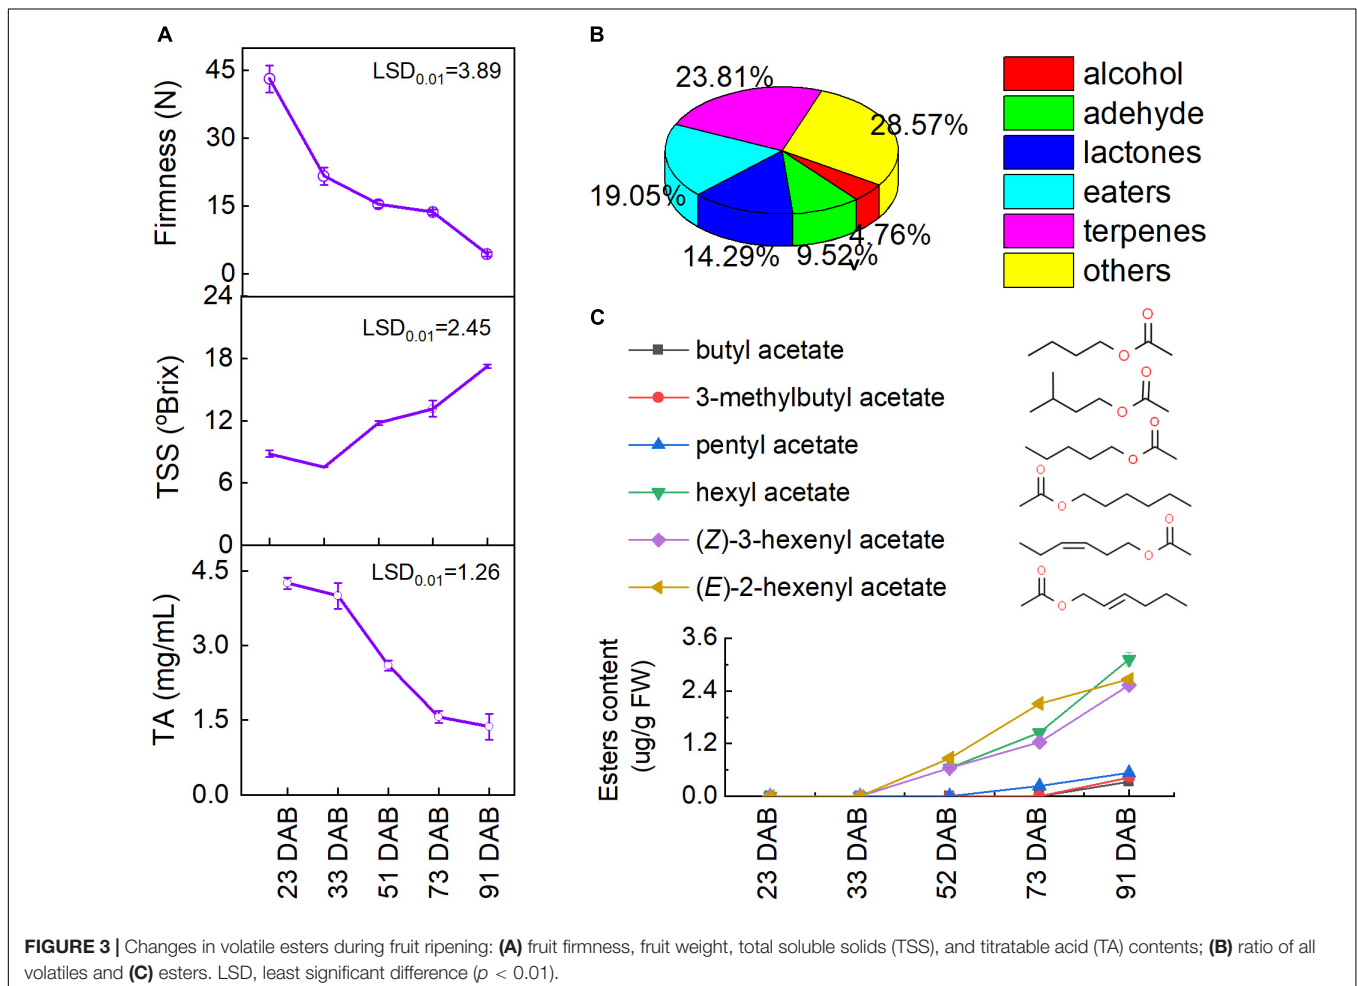 A
Firmness (N)
45
30
15
0
LSD0.01=3.89
TSS (ºBrix)
24
18
12
6
0
LSD0.01=2.45
TA (mg/mL)
4.5
3.0
1.5
0.0
LSD0.01=1.26
23 DAB
33 DAB
51 DAB
73 DAB
91 DAB
B
23.81%
28.57%
19.05%
14.29%
9.52%
4.76%
v
alcohol
adehyde
lactones
eaters
terpenes
others
C
butyl acetate
3-methylbutyl acetate
pentyl acetate
hexyl acetate
(Z)-3-hexenyl acetate
(E)-2-hexenyl acetate
O
O
O
O
O
O
O
O
O
O
O
O
Esters content
(ug/g FW)
3.6
2.4
1.2
0.0
23 DAB
33 DAB
52 DAB
73 DAB
91 DAB
FIGURE 3 | Changes in volatile esters during fruit ripening: (A) fruit firmness, fruit weight, total soluble solids (TSS), and titratable acid (TA) contents; (B) ratio of all
volatiles and (C) esters. LSD, least significant difference (p < 0.01).